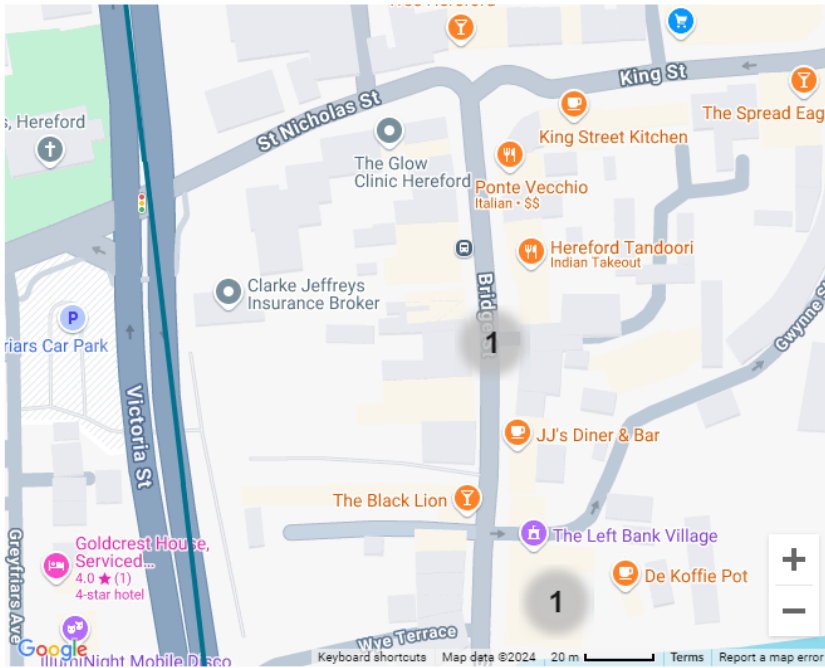 s, Hereford
King St
St Nicholas St
The Spread Eag
King Street Kitchen
The Glow
Clinic Hereford
Ponte Vecchio
Italian • $$
Hereford Tandoori
Indian Takeout
Clarke Jeffreys
Insurance Broker
Bridge St
1
P
riars Car Park
Gwynne S
Victoria St
JJ's Diner & Bar
The Black Lion
The Left Bank Village
Greyfriars Ave
Goldcrest House,
Serviced...
4.0 ★ (1)
4-star hotel
De Koffie Pot
1
Wye Terrace
IllumiNight Mobile Disco
Google
Keyboard shortcuts Map data ©2024 20 m Terms Report a map error